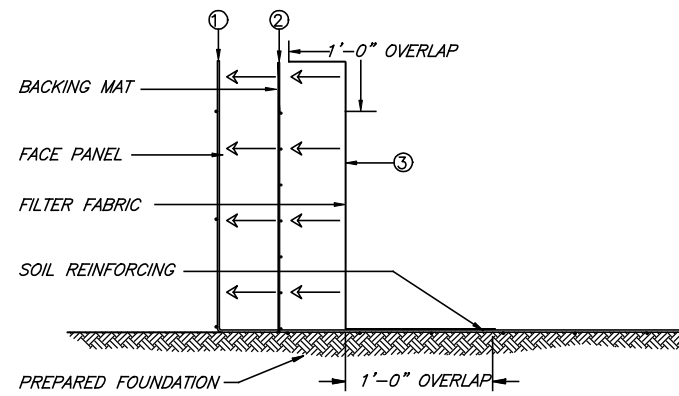 1 2
1'-0" OVERLAP
BACKING MAT
FACE PANEL
3
FILTER FABRIC
SOIL REINFORCING
PREPARED FOUNDATION
1'-0" OVERLAP